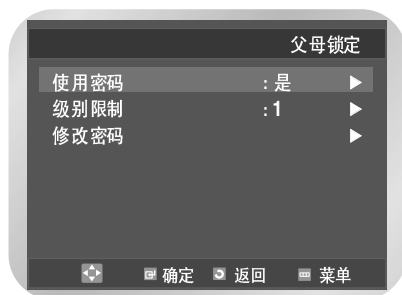 父母锁定
使用密码 : 是 ▶
级别限制 : 1 ▶
修改密码 ▶
确定 返回 菜单